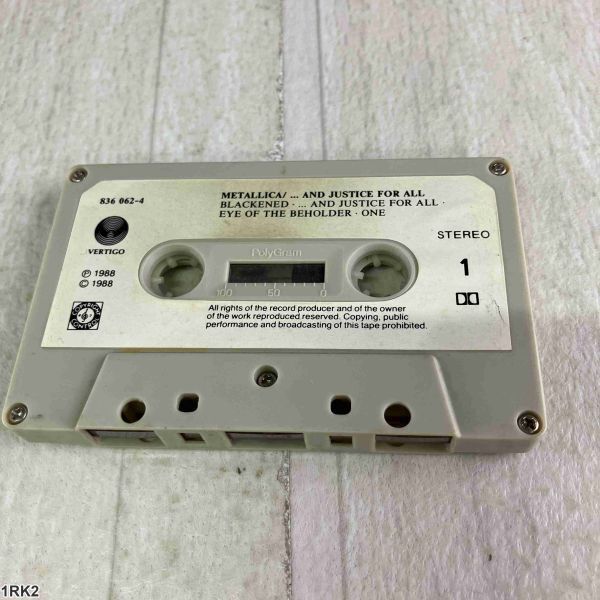 836 062-4
METALLICA/ ... AND JUSTICE FOR ALL
BLACKENED · ... AND JUSTICE FOR ALL ·
EYE OF THE BEHOLDER · ONE
VERTIGO
STEREO
1
PolyGram
100 50 0
℗ 1988
© 1988
COPYRIGHT CONTROL
All rights of the record producer and of the owner
of the work reproduced reserved. Copying, public
performance and broadcasting of this tape prohibited.
1RK2